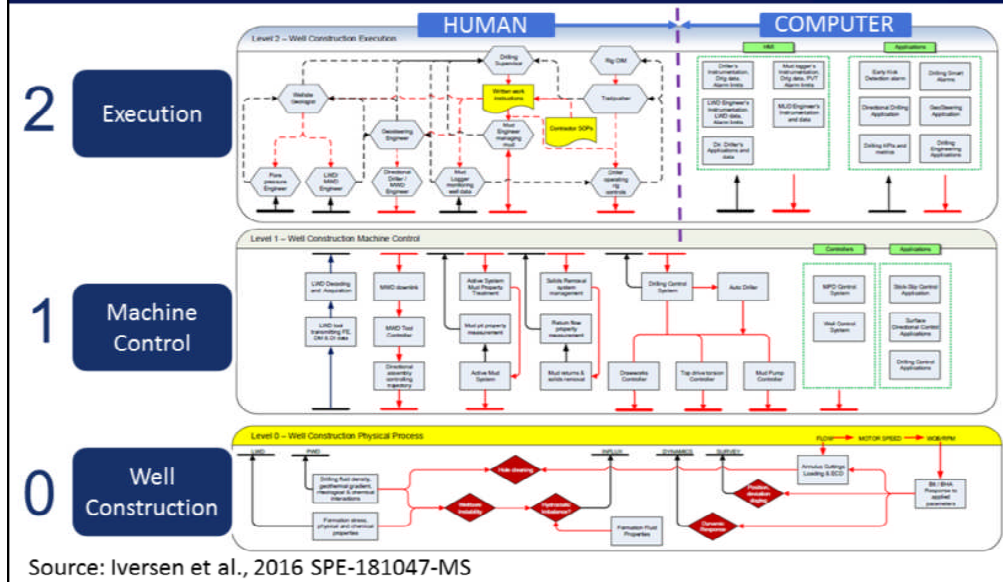 HUMAN
COMPUTER
2
Execution
Level 2 – Well Construction Execution
Drilling
Supervisor
Rig OIM
Wellsite
Geologist
Written work
instructions
Toolpusher
Geosteering
Engineer
Mud
Engineer
managing
mud
Contractor SOPs
Pore
pressure
Engineer
LWD/
MWD
Engineer
Directional
Driller /
MWD
Engineer
Mud
Logger
monitoring
well data
Driller
operating
rig
controls
HMI
Driller's
Instrumentation,
Drlg data,
Alarm limits
Mud logger's
Instrumentation,
Drlg data, PVT
Alarm limits
LWD Engineer's
Instrumentation,
LWD data,
Alarm limits
MUD Engineer's
Instrumentation
and data
Dir. Driller's
Applications and
data
Applications
Early Kick
Detection alarm
Drilling Smart
Alarms
Directional Drilling
Application
GeoSteering
Application
Drilling KPIs and
metrics
Drilling
Engineering
Applications
1
Machine
Control
Level 1 – Well Construction Machine Control
LWD Decoding
and Acquisition
MWD downlink
Active System
Mud Property
Treatment
Solids Removal
system
management
Drilling Control
System
Auto Driller
LWD tool
transmitting FE,
DM & DI data
MWD Tool
Controller
Mud pit property
measurement
Return flow
property
measurement
Directional
assembly
controlling
trajectory
Active Mud
System
Mud returns &
solids removal
Drawworks
Controller
Top drive torsion
Controller
Mud Pump
Controller
Controllers
MPD Control
System
Well Control
System
Applications
Stick-Slip Control
Application
Surface
Directional Control
Applications
Drilling Control
Applications
0
Well
Construction
Level 0 – Well Construction Physical Process
LWD
PWD
INFLUX
DYNAMICS
SURVEY
FLOW
MOTOR SPEED
WOB/RPM
Drilling fluid density,
geothermal gradient,
rheological & chemical
interactions
Hole cleaning
Annulus Cuttings
Loading & ECD
Formation stress,
physical and chemical
properties
Wellbore
Instability
Hydrostatic
Imbalance?
Formation Fluid
Properties
Position,
deviation
dogleg
Dynamic
Response
Bit / BHA
Response to
applied
parameters
Source: Iversen et al., 2016 SPE-181047-MS